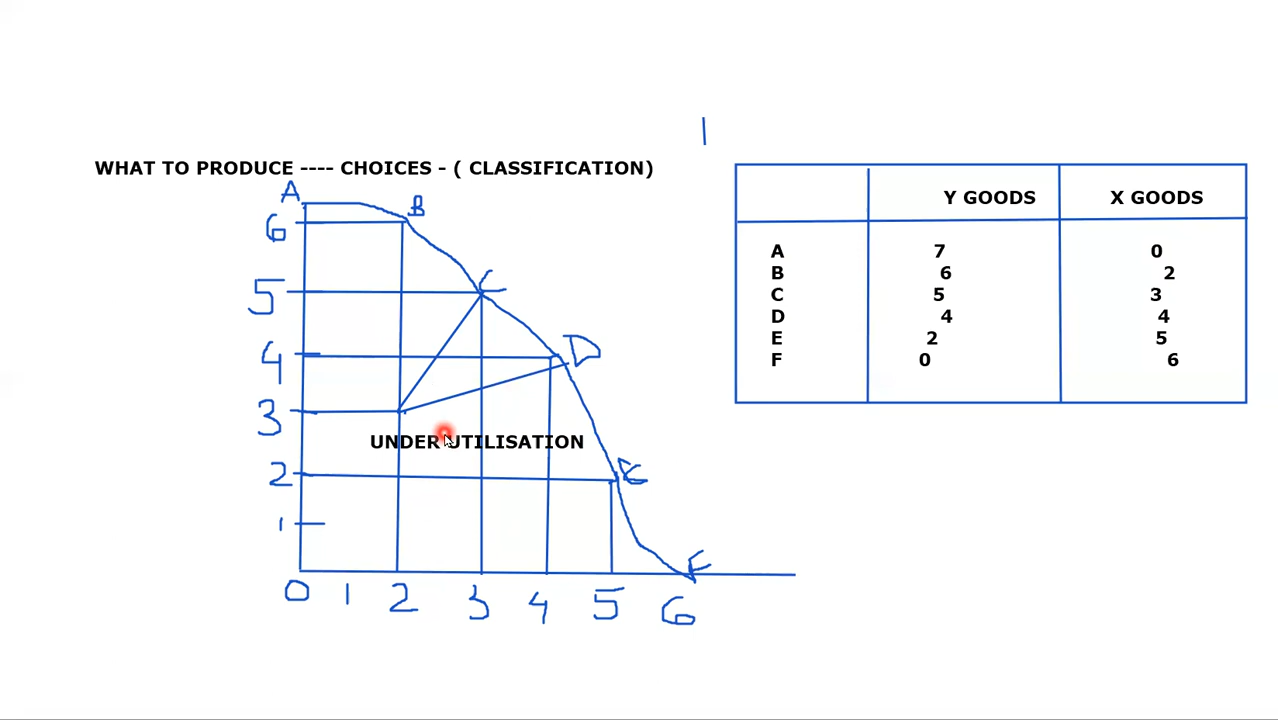 WHAT TO PRODUCE ---- CHOICES - ( CLASSIFICATION)
A
B
6
5
C
4
D
3
UNDER UTILISATION
2
E
1
F
0 1 2 3 4 5 6
Y GOODS X GOODS
A 7 0
B 6 2
C 5 3
D 4 4
E 2 5
F 0 6